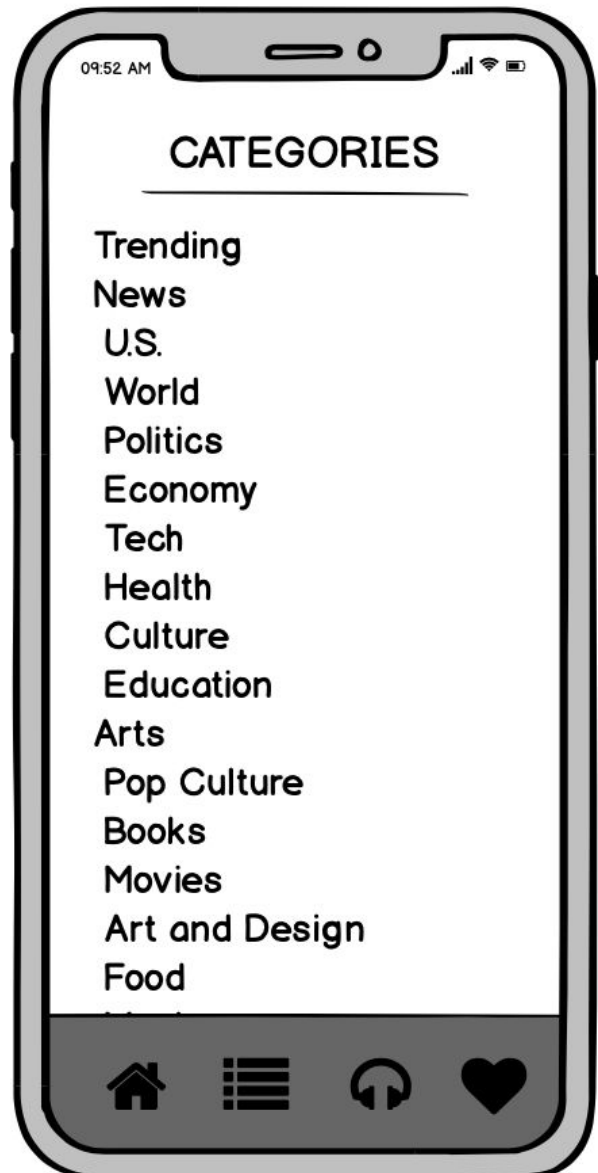 09:52 AM
CATEGORIES
Trending
News
U.S.
World
Politics
Economy
Tech
Health
Culture
Education
Arts
Pop Culture
Books
Movies
Art and Design
Food